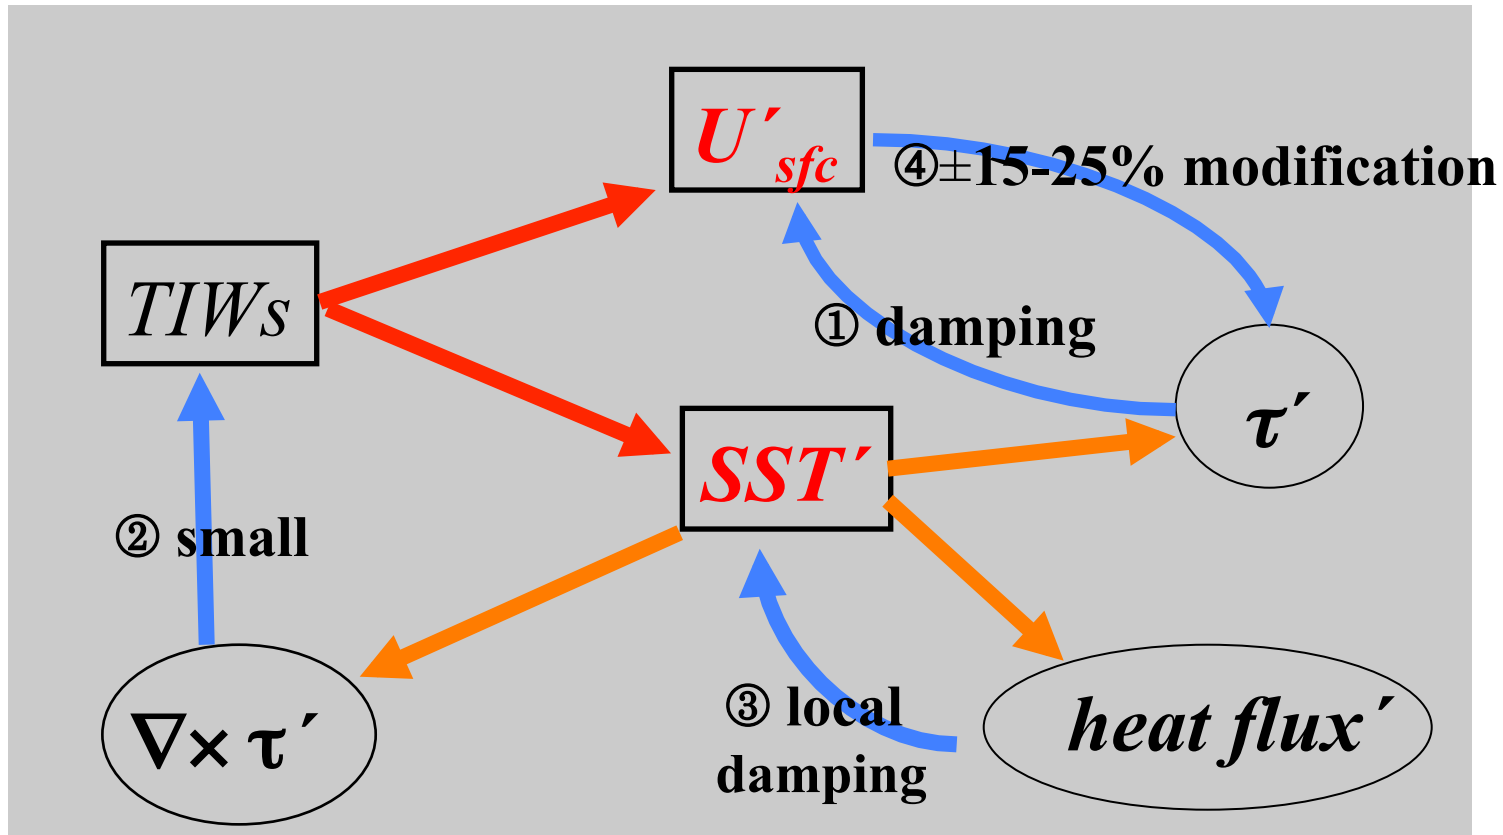 U´sfc
④±15-25% modification
TIWs
① damping
τ´
SST´
② small
③ local
damping
∇× τ´
heat flux´